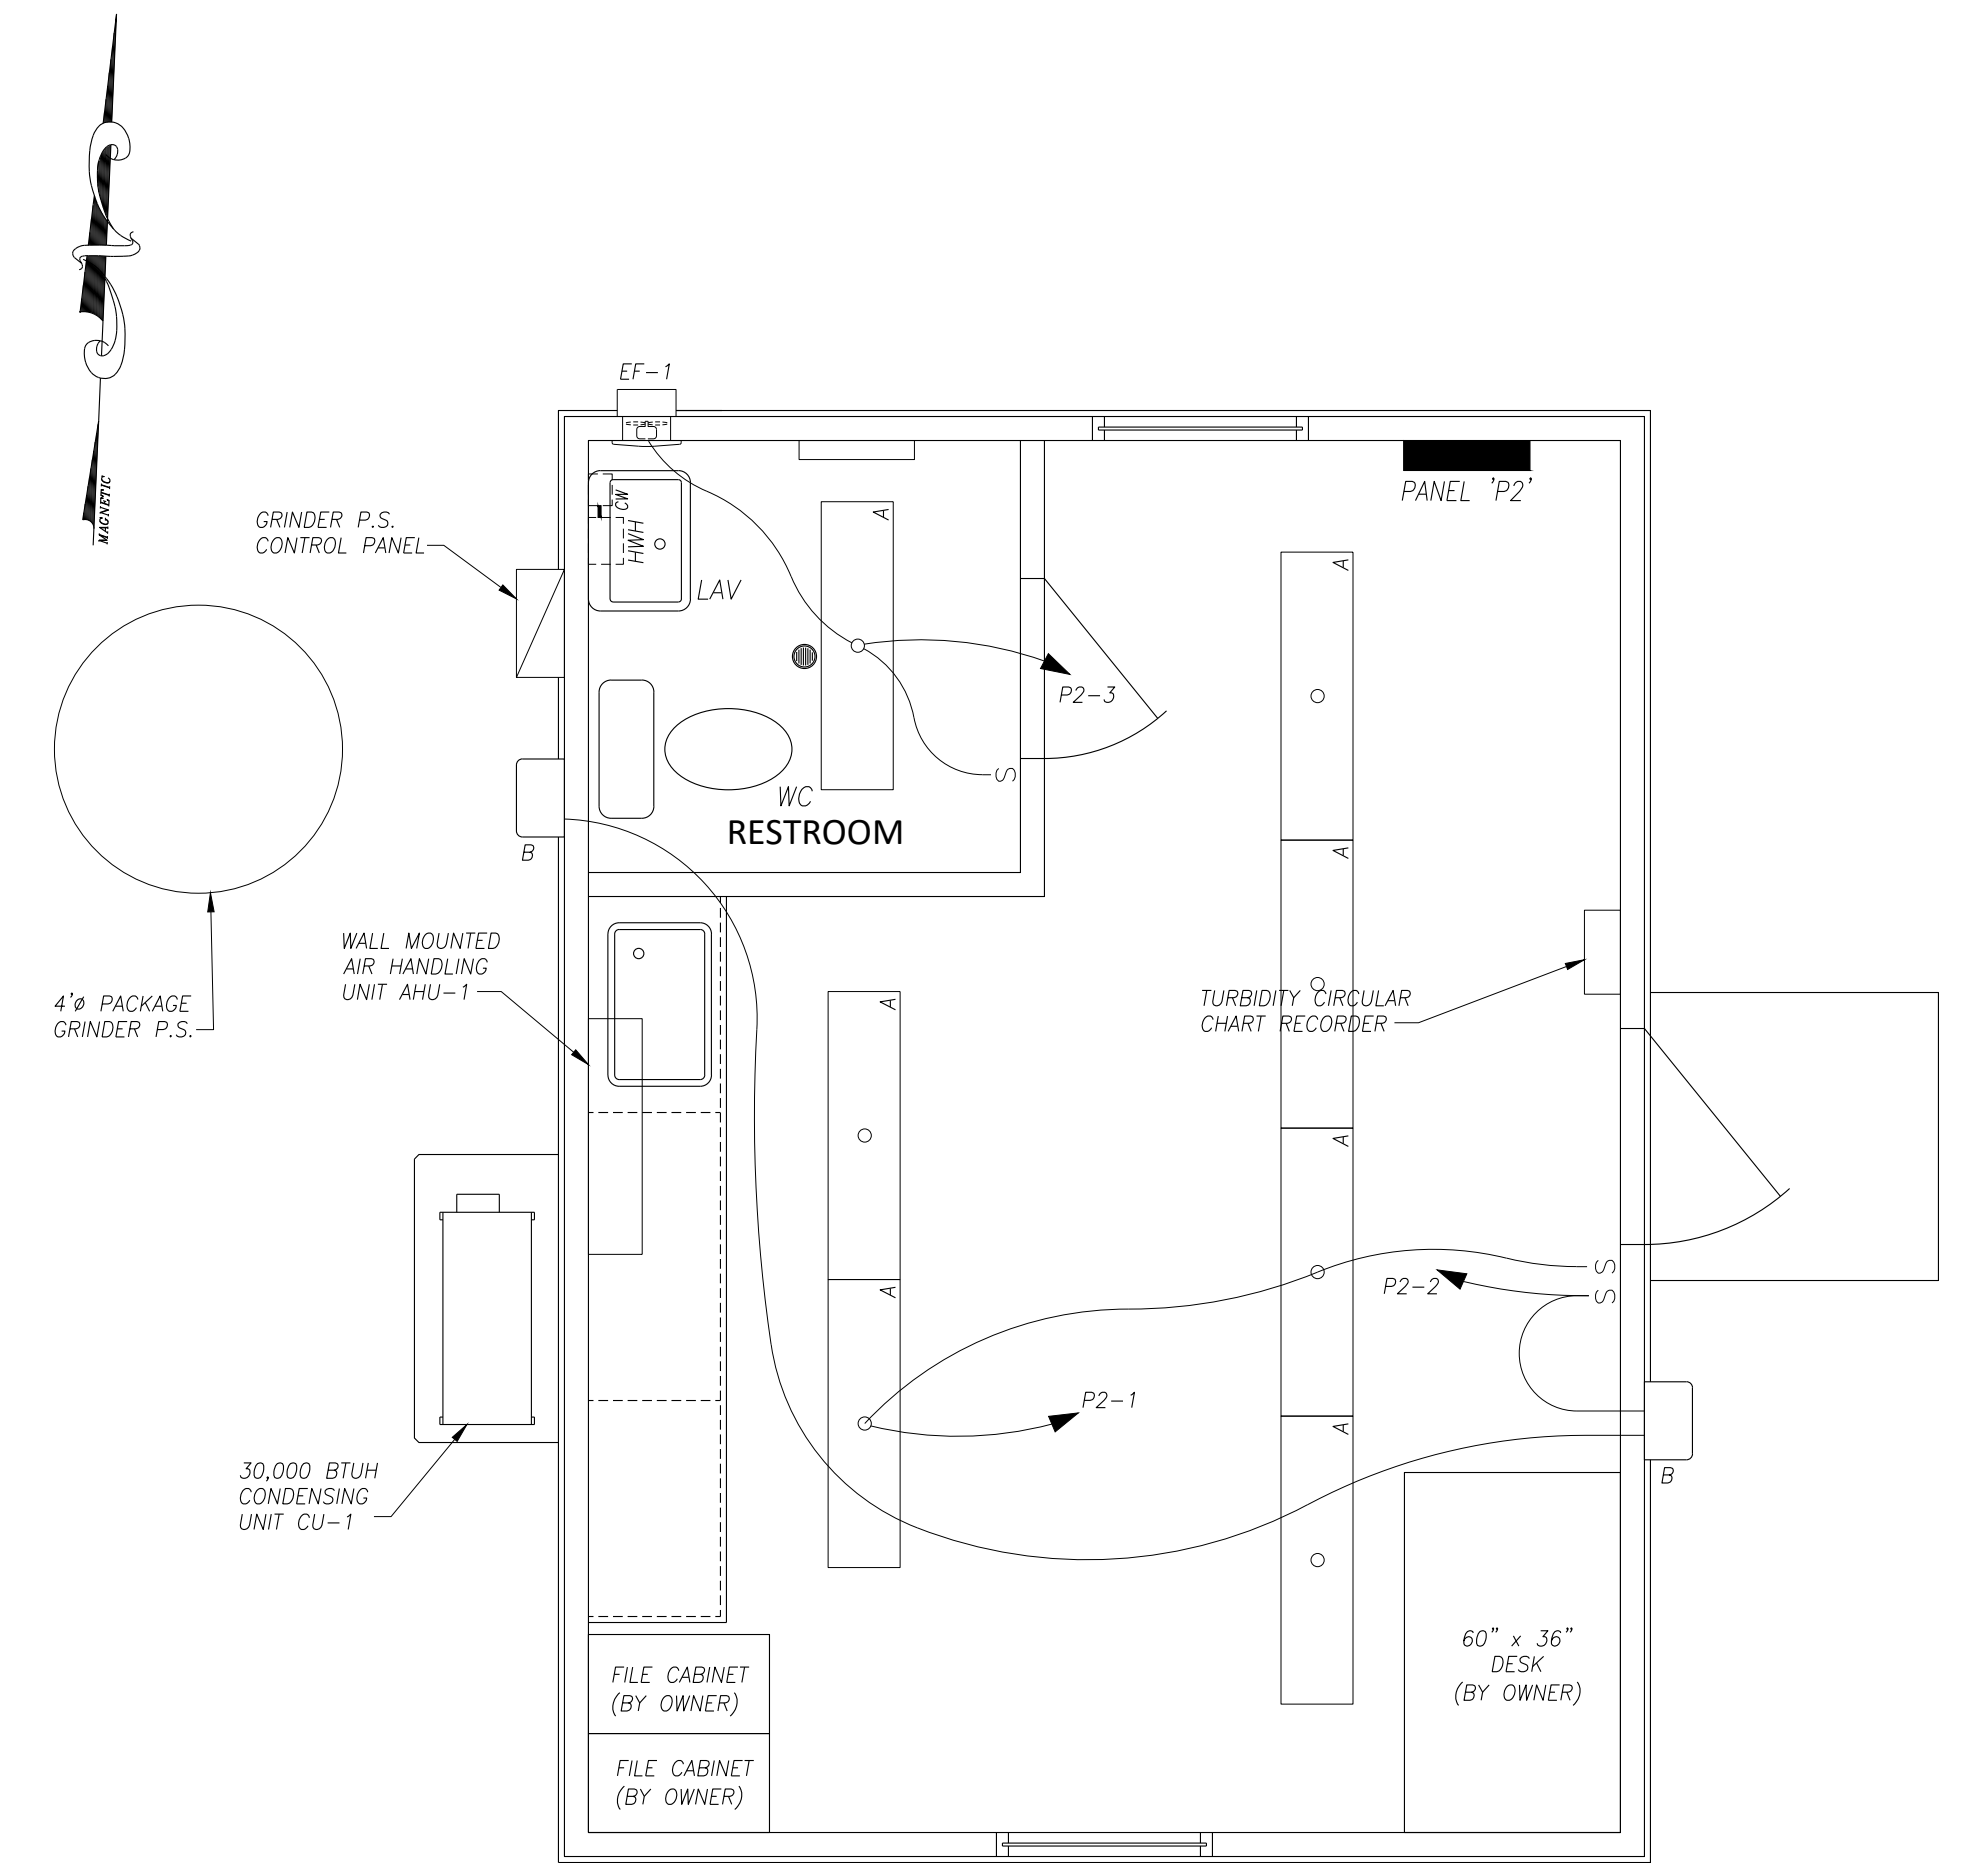 MAGNETIC
EF-1
GRINDER P.S.
CONTROL PANEL
CW
HWH
LAV
A
PANEL 'P2'
A
P2-3
S
WC
RESTROOM
B
A
WALL MOUNTED
AIR HANDLING
UNIT AHU-1
4'ø PACKAGE
GRINDER P.S.
A
TURBIDITY CIRCULAR
CHART RECORDER
A
S
P2-2
S
A
P2-1
A
B
30,000 BTUH
CONDENSING
UNIT CU-1
60" x 36"
DESK
(BY OWNER)
FILE CABINET
(BY OWNER)
FILE CABINET
(BY OWNER)